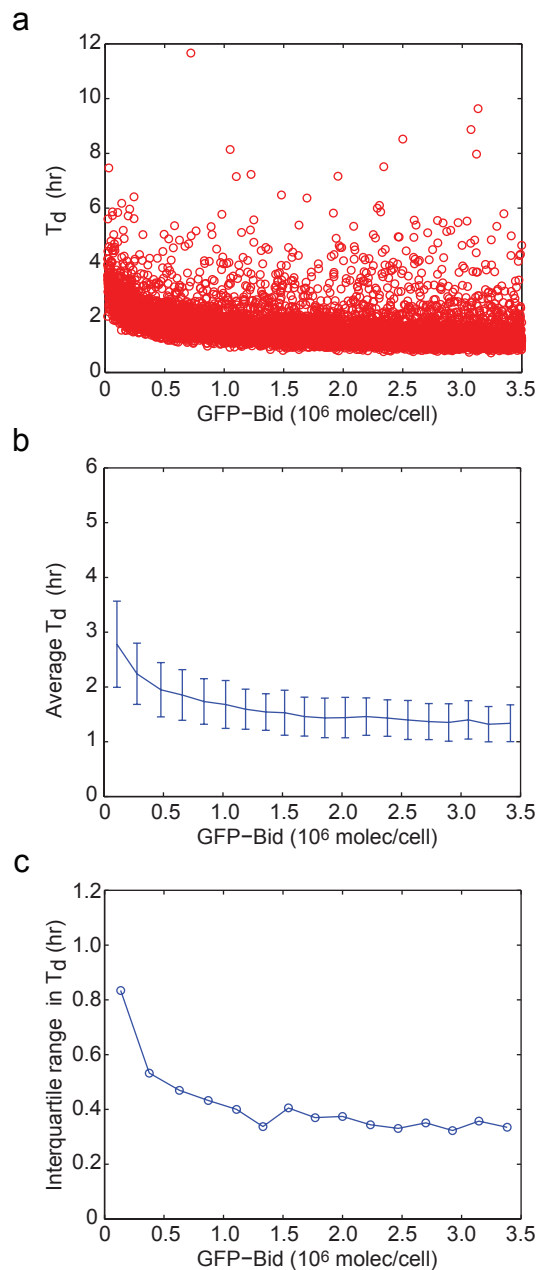 a
12
10
8
6
4
2
0
Td (hr)
0 0.5 1.0 1.5 2.0 2.5 3.0 3.5
GFP−Bid (10⁶ molec/cell)
b
6
5
4
3
2
1
0
Average Td (hr)
0 0.5 1.0 1.5 2.0 2.5 3.0 3.5
GFP−Bid (10⁶ molec/cell)
c
1.2
1.0
0.8
0.6
0.4
0.2
0
Interquartile range in Td (hr)
0 0.5 1.0 1.5 2.0 2.5 3.0 3.5
GFP−Bid (10⁶ molec/cell)